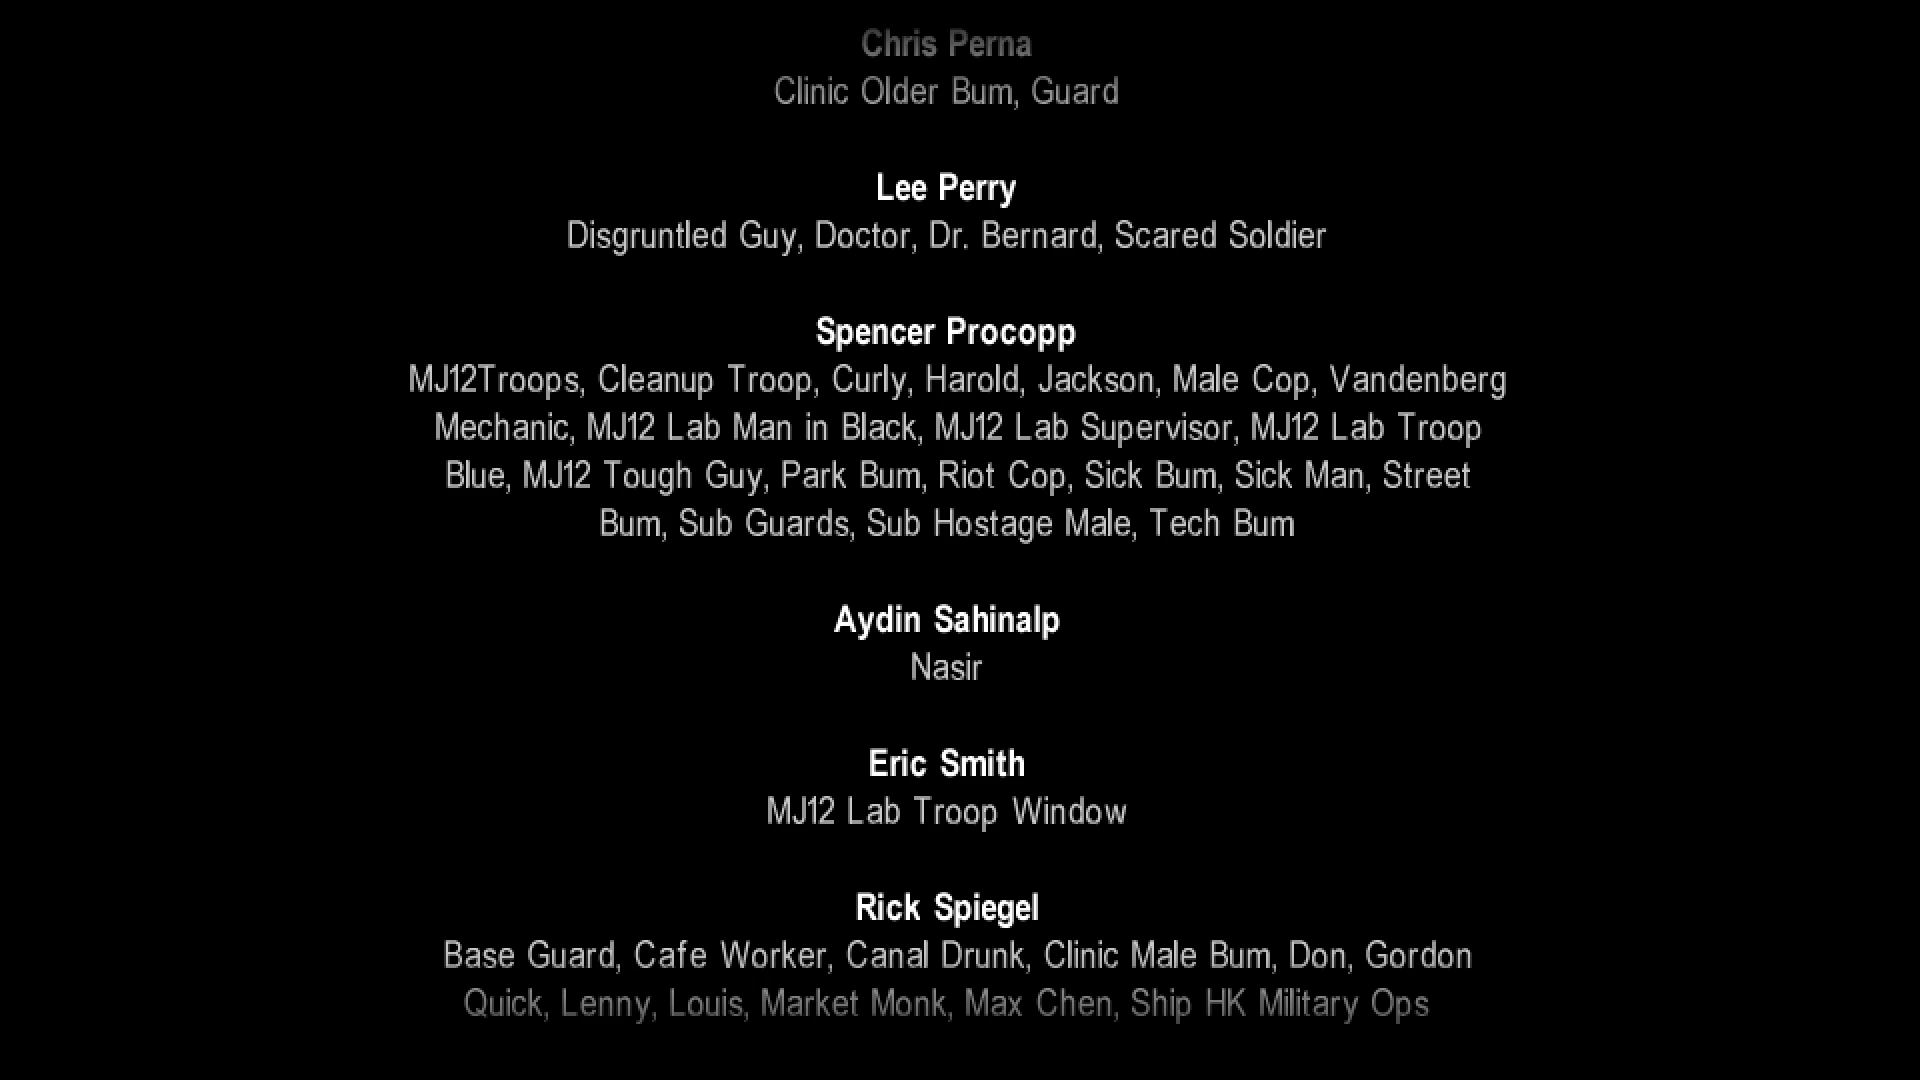 Chris Perna
Clinic Older Bum, Guard
Lee Perry
Disgruntled Guy, Doctor, Dr. Bernard, Scared Soldier
Spencer Procopp
MJ12Troops, Cleanup Troop, Curly, Harold, Jackson, Male Cop, Vandenberg
Mechanic, MJ12 Lab Man in Black, MJ12 Lab Supervisor, MJ12 Lab Troop
Blue, MJ12 Tough Guy, Park Bum, Riot Cop, Sick Bum, Sick Man, Street
Bum, Sub Guards, Sub Hostage Male, Tech Bum
Aydin Sahinalp
Nasir
Eric Smith
MJ12 Lab Troop Window
Rick Spiegel
Base Guard, Cafe Worker, Canal Drunk, Clinic Male Bum, Don, Gordon
Quick, Lenny, Louis, Market Monk, Max Chen, Ship HK Military Ops